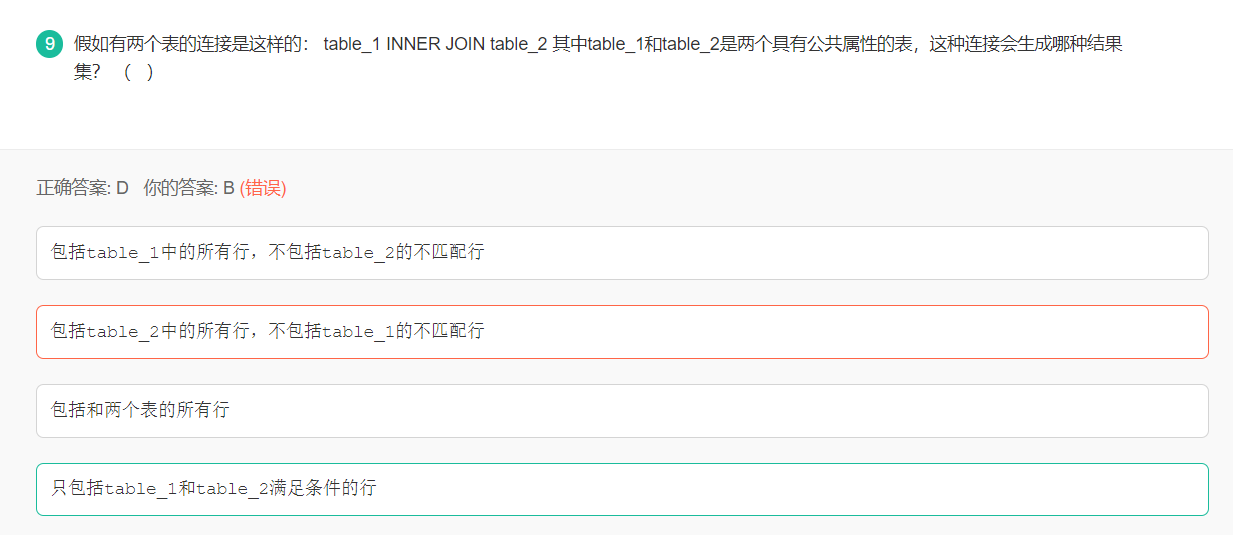 9 假如有两个表的连接是这样的： table_1 INNER JOIN table_2 其中table_1和table_2是两个具有公共属性的表，这种连接会生成哪种结果
集？ （ ）
正确答案: D 你的答案: B (错误)
包括table_1中的所有行，不包括table_2的不匹配行
包括table_2中的所有行，不包括table_1的不匹配行
包括和两个表的所有行
只包括table_1和table_2满足条件的行